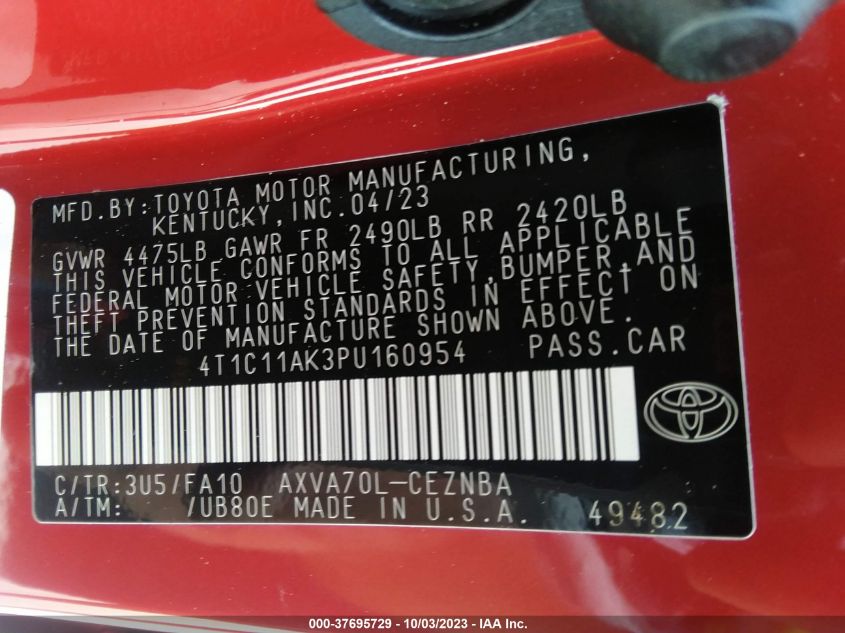 MFD.BY:TOYOTA MOTOR MANUFACTURING,
KENTUCKY,INC.04/23
GVWR 4475LB GAWR FR 2490LB RR 2420LB
THIS VEHICLE CONFORMS TO ALL APPLICABLE
FEDERAL MOTOR VEHICLE SAFETY,BUMPER,AND
THEFT PREVENTION STANDARDS IN EFFECT ON
THE DATE OF MANUFACTURE SHOWN ABOVE.
4T1C11AK3PU160954 PASS.CAR
C/TR:3U5/FA10 AXVA70L-CEZNBA
A/TM: /UB80E MADE IN U.S.A. 49482
000-37695729 - 10/03/2023 - IAA Inc.